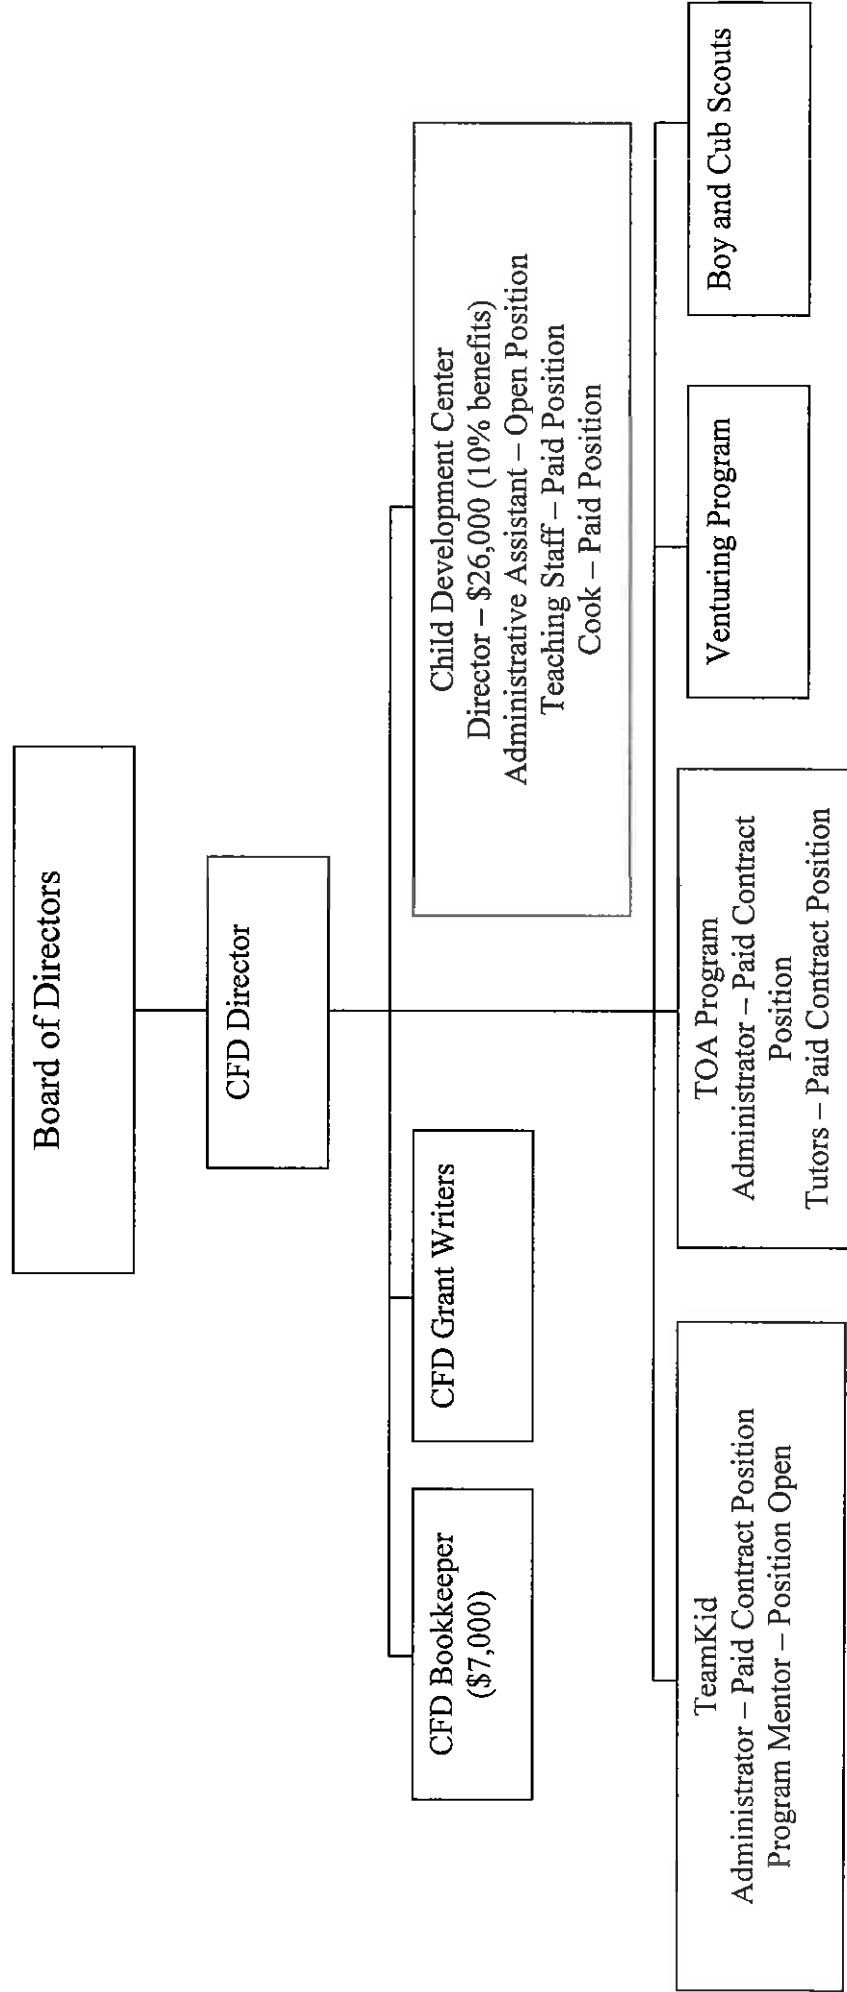 Board of Directors
CFD Director
CFD Bookkeeper
($7,000)
CFD Grant Writers
Child Development Center
Director – $26,000 (10% benefits)
Administrative Assistant – Open Position
Teaching Staff – Paid Position
Cook – Paid Position
TeamKid
Administrator – Paid Contract Position
Program Mentor – Position Open
TOA Program
Administrator – Paid Contract
Position
Tutors – Paid Contract Position
Venturing Program
Boy and Cub Scouts